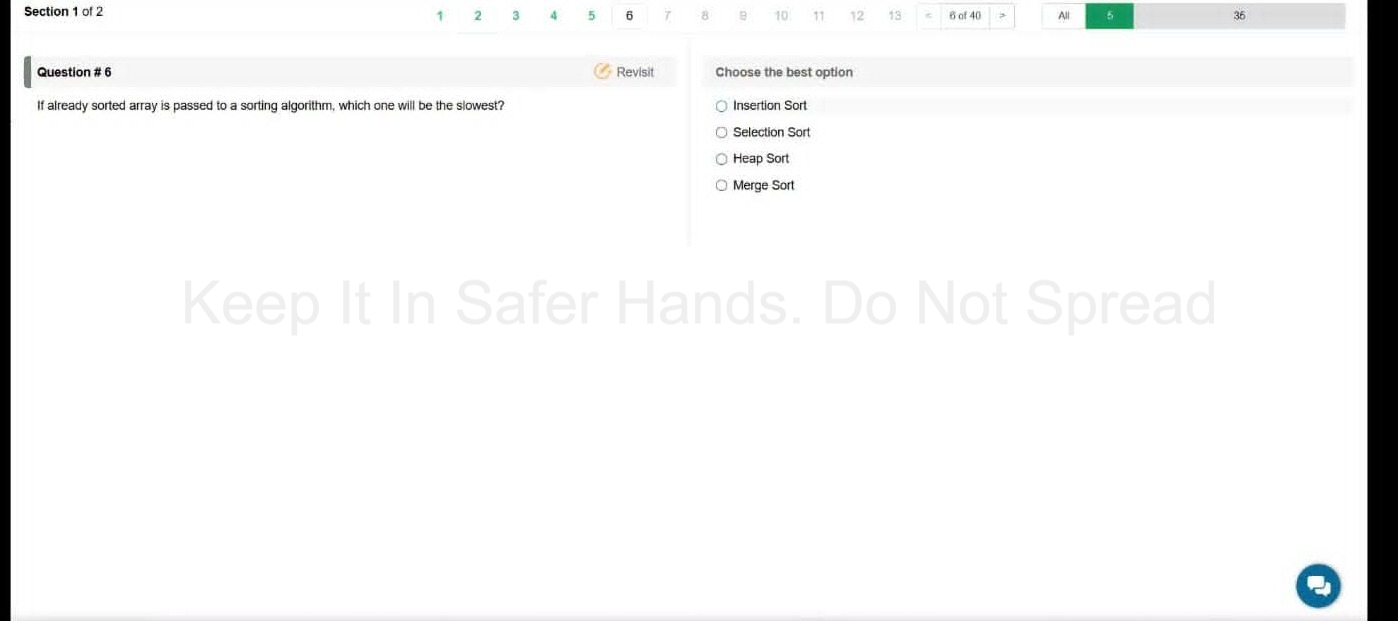 Section 1 of 2
1 2 3 4 5 6 7 8 9 10 11 12 13 < 6 of 40 > All 5 35
Question # 6
Revisit
If already sorted array is passed to a sorting algorithm, which one will be the slowest?
Choose the best option
Insertion Sort
Selection Sort
Heap Sort
Merge Sort
Keep It In Safer Hands. Do Not Spread